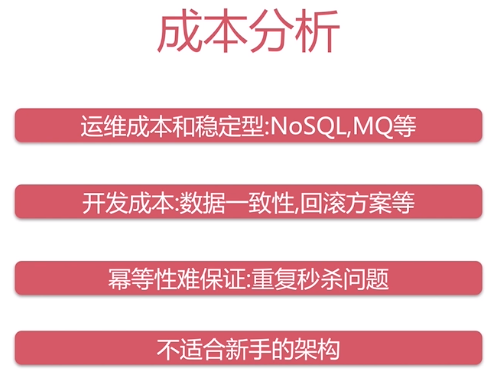 成本分析
运维成本和稳定型:NoSQL,MQ等
开发成本:数据一致性,回滚方案等
幂等性难保证:重复秒杀问题
不适合新手的架构